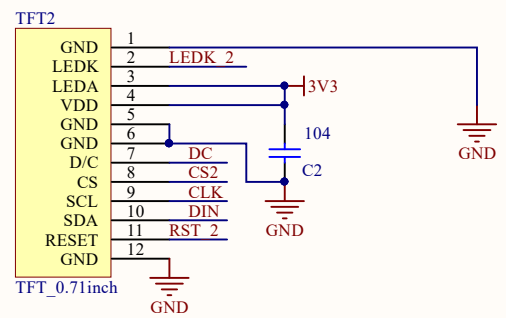 TFT2
GND 1
LEDK 2 LEDK_2
LEDA 3 3V3
VDD 4
GND 5
GND 6
104
D/C 7 DC
C2
CS 8 CS2
SCL 9 CLK
SDA 10 DIN
RESET 11 RST_2
GND 12
GND
GND
GND
TFT_0.71inch